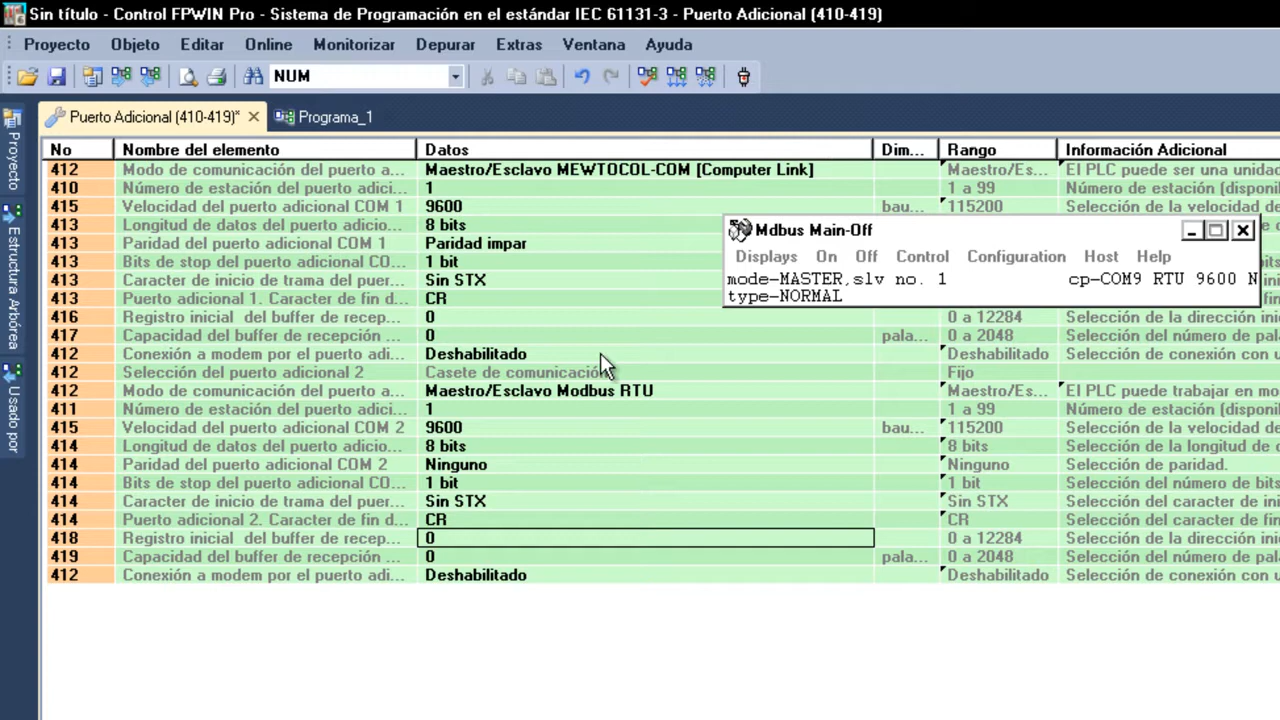 Sin título - Control FPWIN Pro - Sistema de Programación en el estándar IEC 61131-3 - Puerto Adicional (410-419)
Proyecto Objeto Editar Online Monitorizar Depurar Extras Ventana Ayuda
NUM
Puerto Adicional (410-419)* Programa_1
Proyecto
Estructura Arbórea
Usado por
No Nombre del elemento Datos Dim... Rango Información Adicional
412 Modo de comunicación del puerto a... Maestro/Esclavo MEWTOCOL-COM [Computer Link] Maestro/Es... El PLC puede ser una unida
410 Número de estación del puerto adici... 1 1 a 99 Número de estación (disponi
415 Velocidad del puerto adicional COM 1 9600 bau... 115200 Selección de la velocidad de
413 Longitud de datos del puerto adicio... 8 bits
413 Paridad del puerto adicional COM 1 Paridad impar
413 Bits de stop del puerto adicional C... 1 bit
413 Caracter de inicio de trama del puer... Sin STX
413 Puerto adicional 1. Caracter de fin d... CR
416 Registro inicial del buffer de recep... 0 0 a 12284 Selección de la dirección inic
417 Capacidad del buffer de recepción ... 0 pala... 0 a 2048 Selección del número de pal
412 Conexión a modem por el puerto adi... Deshabilitado Deshabilitado Selección de conexión con u
412 Selección del puerto adicional 2 Casete de comunicación Fijo
412 Modo de comunicación del puerto a... Maestro/Esclavo Modbus RTU Maestro/Es... El PLC puede trabajar en mo
411 Número de estación del puerto adici... 1 1 a 99 Número de estación (disponi
415 Velocidad del puerto adicional COM 2 9600 bau... 115200 Selección de la velocidad de
414 Longitud de datos del puerto adicio... 8 bits 8 bits Selección de la longitud de d
414 Paridad del puerto adicional COM 2 Ninguno Ninguno Selección de paridad.
414 Bits de stop del puerto adicional C... 1 bit 1 bit Selección del número de bits
414 Caracter de inicio de trama del puer... Sin STX Sin STX Selección del caracter de inic
414 Puerto adicional 2. Caracter de fin d... CR CR Selección del caracter de fin
418 Registro inicial del buffer de recep... 0 0 a 12284 Selección de la dirección inic
419 Capacidad del buffer de recepción ... 0 pala... 0 a 2048 Selección del número de pal
412 Conexión a modem por el puerto adi... Deshabilitado Deshabilitado Selección de conexión con u
Mdbus Main-Off
Displays On Off Control Configuration Host Help
mode-MASTER,slv no. 1 cp-COM9 RTU 9600 N
type-NORMAL